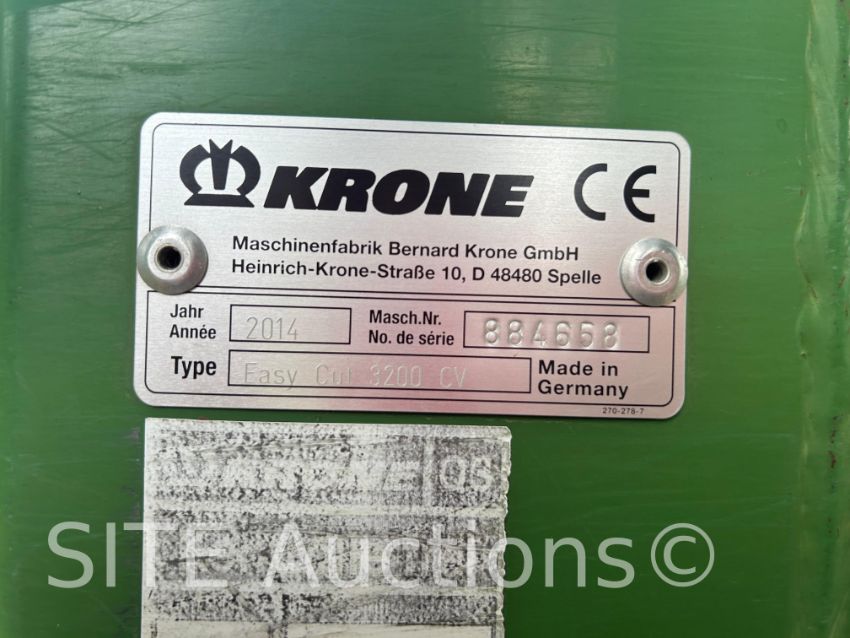 KRONE CE
Maschinenfabrik Bernard Krone GmbH
Heinrich-Krone-Straße 10, D 48480 Spelle
Jahr
Année
2014
Masch.Nr.
No. de série
884658
Type
Easy Cut 3200 CV
Made in
Germany
270-278-7
QS
SITE Auctions©